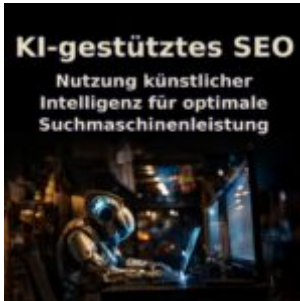 KI-gestütztes SEO
Nutzung künstlicher
Intelligenz für optimale
Suchmaschinenleistung